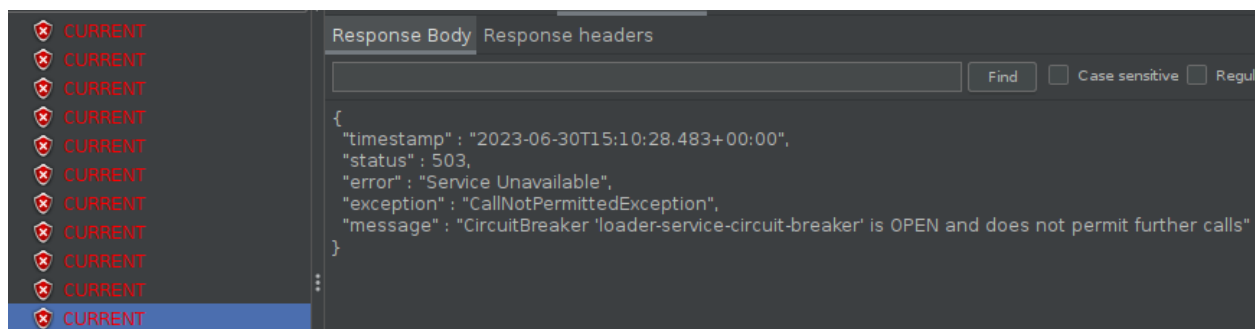 CURRENT
CURRENT
CURRENT
CURRENT
CURRENT
CURRENT
CURRENT
CURRENT
CURRENT
CURRENT
CURRENT
Response Body Response headers
Find Case sensitive Regul
{
"timestamp" : "2023-06-30T15:10:28.483+00:00",
"status" : 503,
"error" : "Service Unavailable",
"exception" : "CallNotPermittedException",
"message" : "CircuitBreaker 'loader-service-circuit-breaker' is OPEN and does not permit further calls"
}